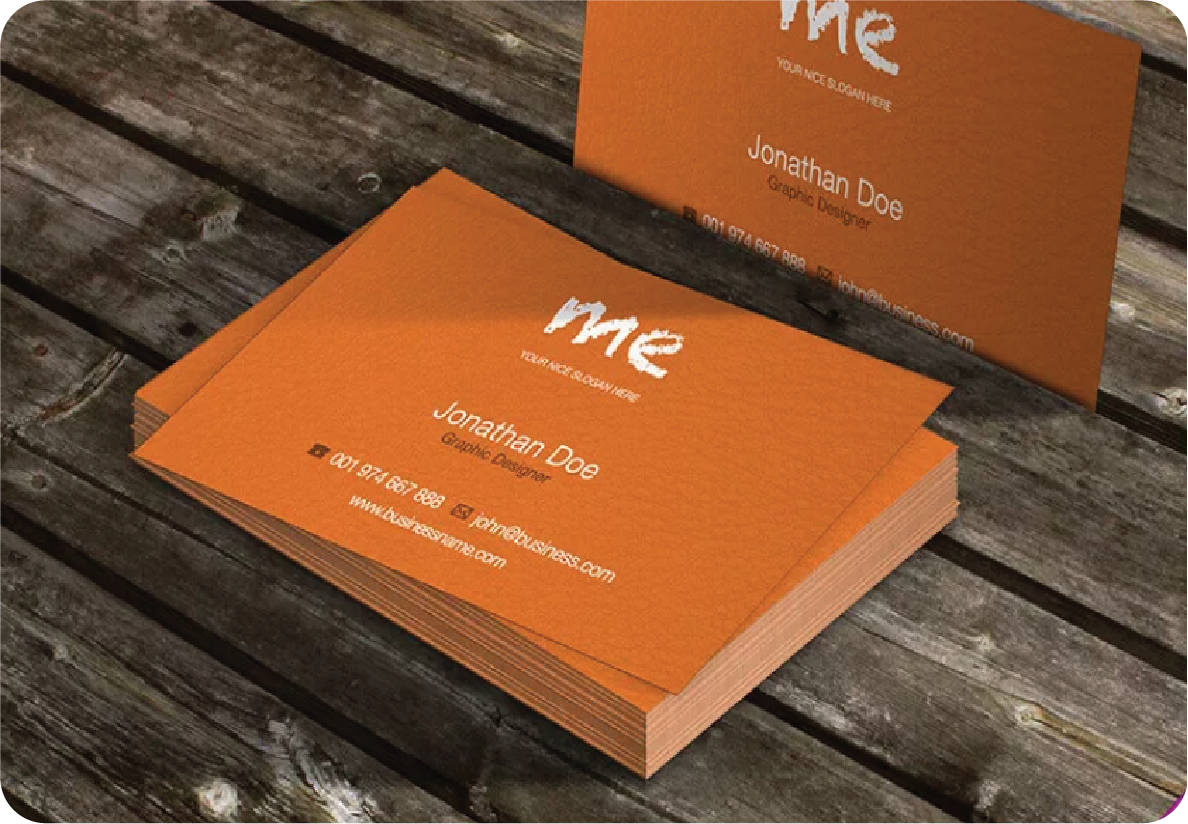 me
YOUR NICE SLOGAN HERE
Jonathan Doe
Graphic Designer
001 974 667 888 john@business.com
me
YOUR NICE SLOGAN HERE
Jonathan Doe
Graphic Designer
001 974 667 888 john@business.com
www.businessname.com